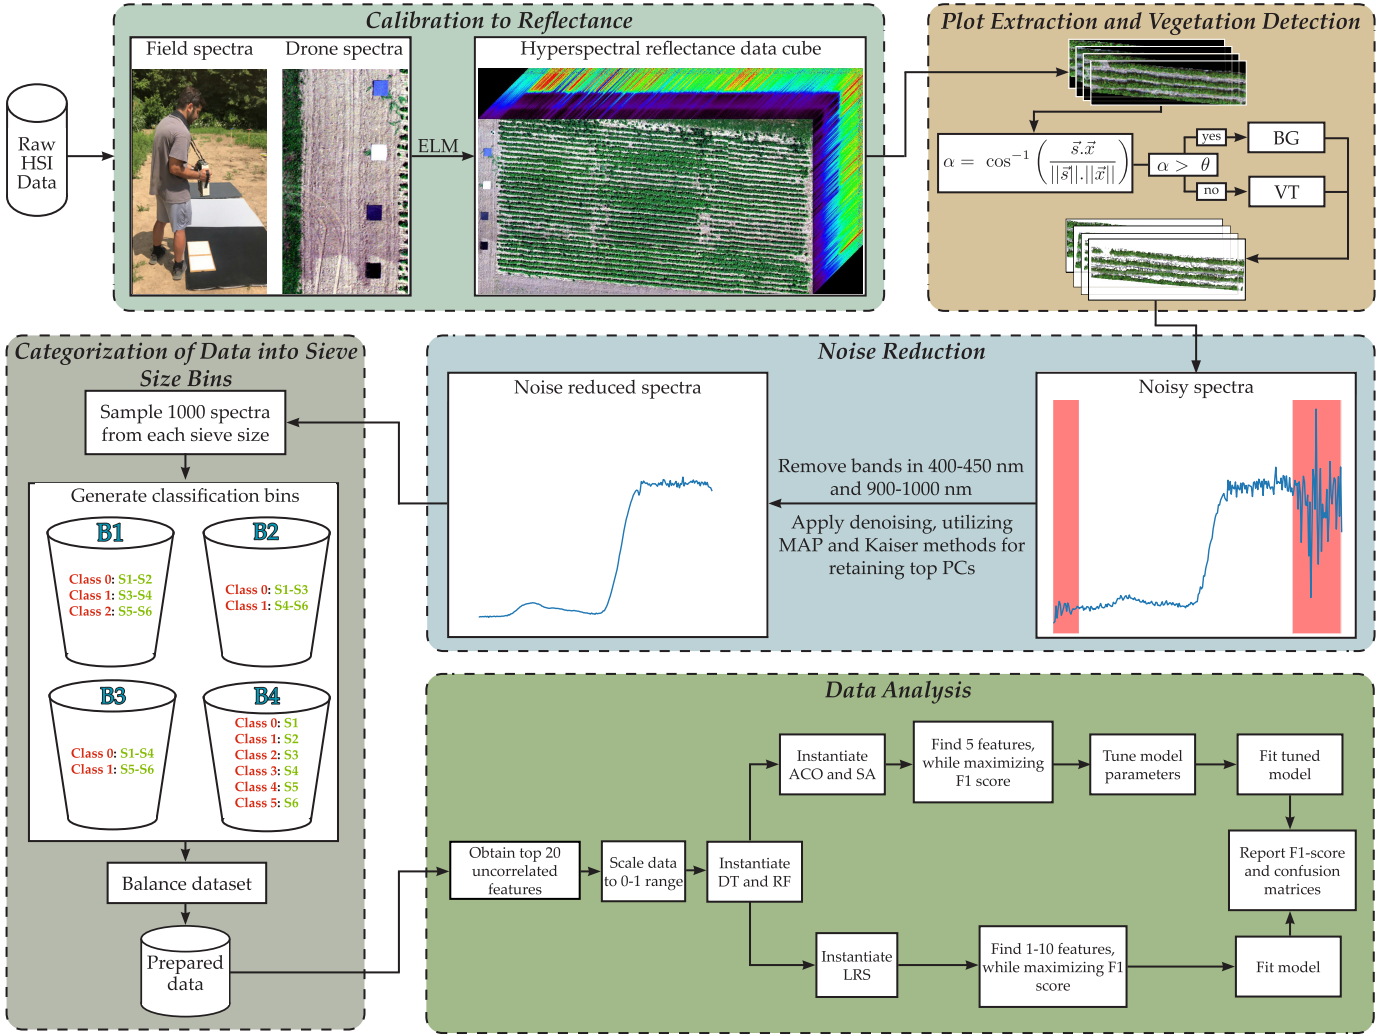 Calibration to Reflectance
Field spectra
Drone spectra
Hyperspectral reflectance data cube
Raw
HSI
Data
ELM
Plot Extraction and Vegetation Detection
α = cos⁻¹ ( s⃗.x⃗ / ||s⃗||.||x⃗|| )
α > θ
yes
BG
no
VT
Noise Reduction
Noisy spectra
Remove bands in 400-450 nm
and 900-1000 nm
Apply denoising, utilizing
MAP and Kaiser methods for
retaining top PCs
Noise reduced spectra
Categorization of Data into Sieve
Size Bins
Sample 1000 spectra
from each sieve size
Generate classification bins
B1
Class 0: S1-S2
Class 1: S3-S4
Class 2: S5-S6
B2
Class 0: S1-S3
Class 1: S4-S6
B3
Class 0: S1-S4
Class 1: S5-S6
B4
Class 0: S1
Class 1: S2
Class 2: S3
Class 3: S4
Class 4: S5
Class 5: S6
Balance dataset
Prepared
data
Data Analysis
Obtain top 20
uncorrelated
features
Scale data
to 0-1 range
Instantiate
DT and RF
Instantiate
ACO and SA
Find 5 features,
while maximizing
F1 score
Tune model
parameters
Fit tuned
model
Instantiate
LRS
Find 1-10 features,
while maximizing F1
score
Fit model
Report F1-score
and confusion
matrices